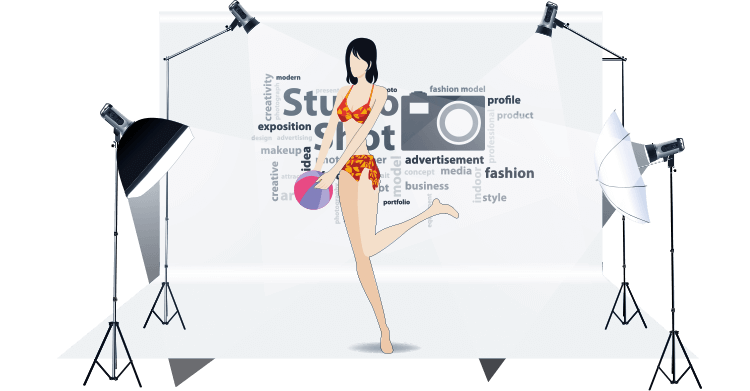 modern
creativity
fashion model
Stu o
profile
product
professional
exposition
design
advertising
Shot
makeup
idea
advertisement
model
concept
media
indoor
fashion
creative
business
portfolio
style